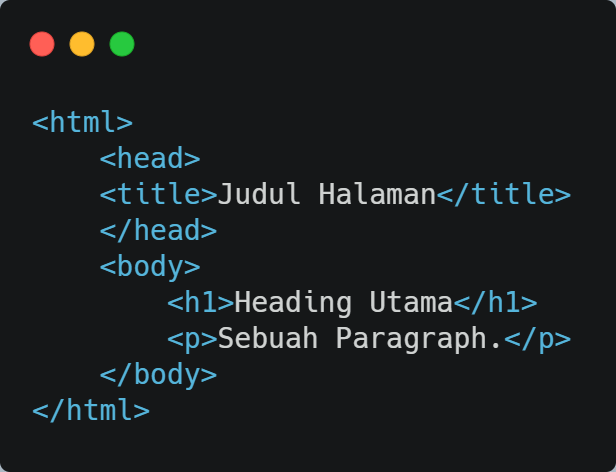 <html>
    <head>
    <title>Judul Halaman</title>
    </head>
    <body>
        <h1>Heading Utama</h1>
        <p>Sebuah Paragraph.</p>
    </body>
</html>